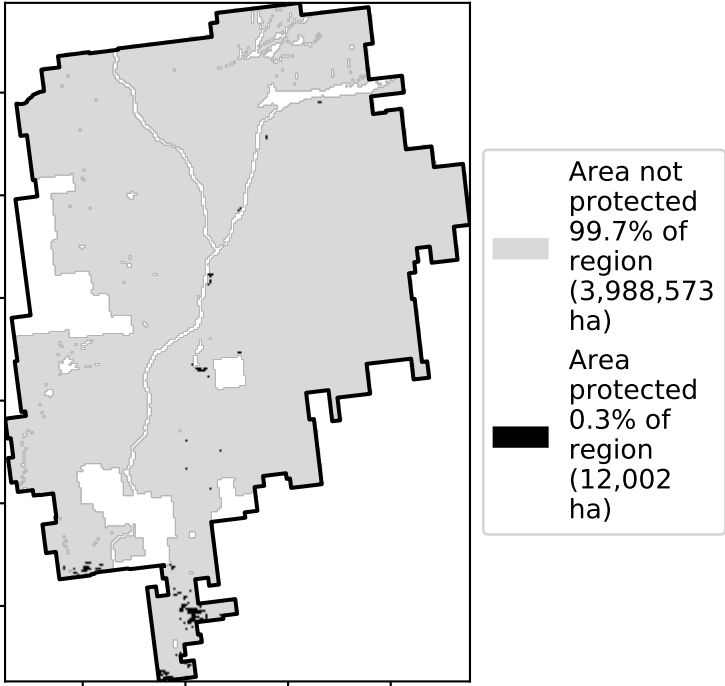 Area not
protected
99.7% of
region
(3,988,573
ha)
Area
protected
0.3% of
region
(12,002
ha)